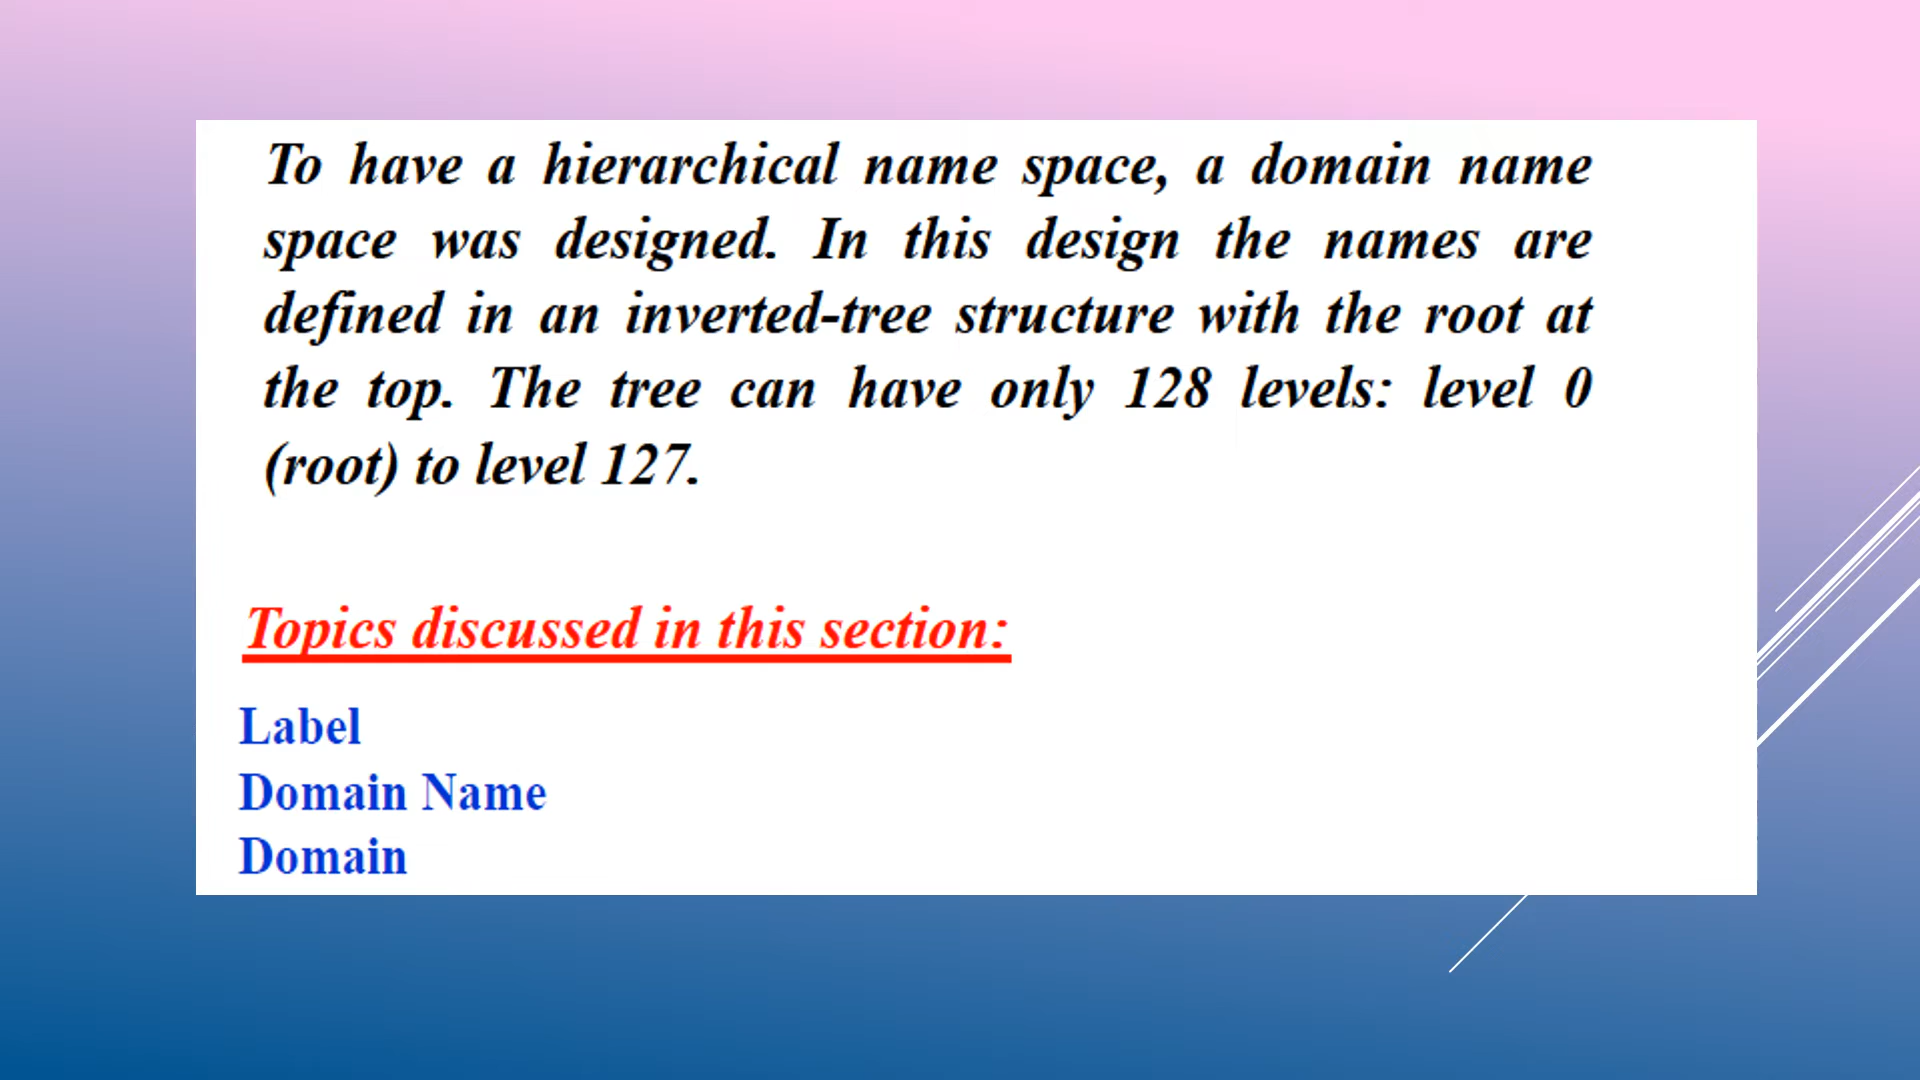 To have a hierarchical name space, a domain name
space was designed. In this design the names are
defined in an inverted-tree structure with the root at
the top. The tree can have only 128 levels: level 0
(root) to level 127.
Topics discussed in this section:
Label
Domain Name
Domain